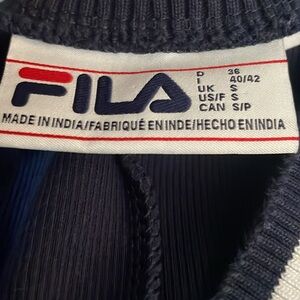 FILA
D 36
I 40/42
UK S
US/F S
CAN S/P
MADE IN INDIA/FABRIQUÉ EN INDE/HECHO EN INDIA